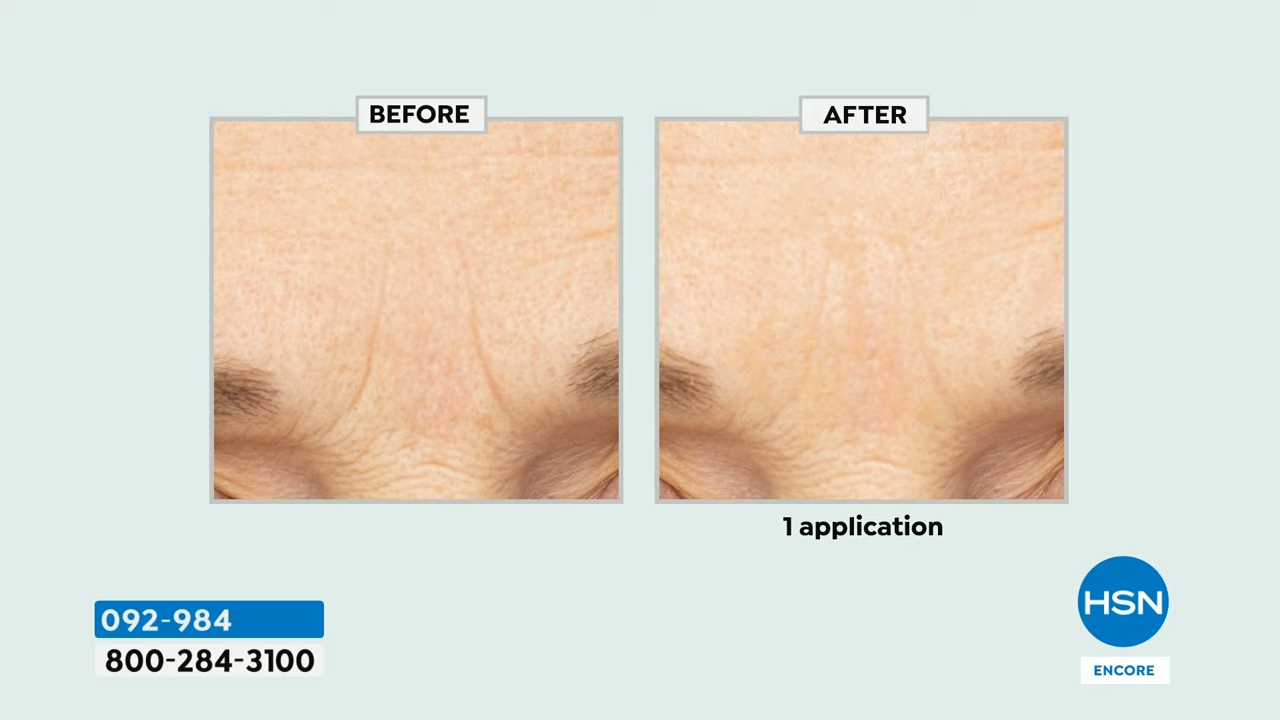 BEFORE
AFTER
1 application
092-984
800-284-3100
HSN
ENCORE